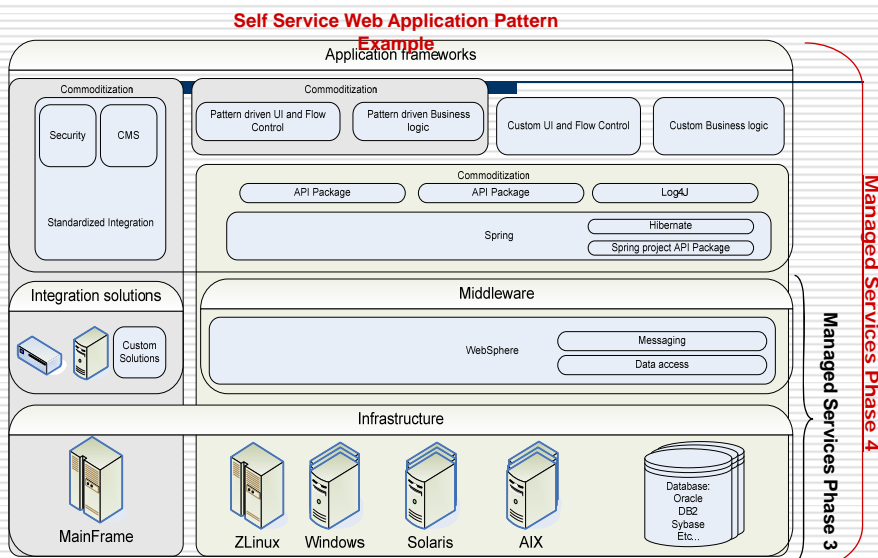 Self Service Web Application Pattern
Example
Application frameworks
Commoditization
Security
CMS
Standardized Integration
Commoditization
Pattern driven UI and Flow
Control
Pattern driven Business
logic
Custom UI and Flow Control
Custom Business logic
Commoditization
API Package
API Package
Log4J
Spring
Hibernate
Spring project API Package
Integration solutions
Custom
Solutions
Middleware
WebSphere
Messaging
Data access
Infrastructure
MainFrame
ZLinux
Windows
Solaris
AIX
Database:
Oracle
DB2
Sybase
Etc...
Managed Services Phase 3
Managed Services Phase 4